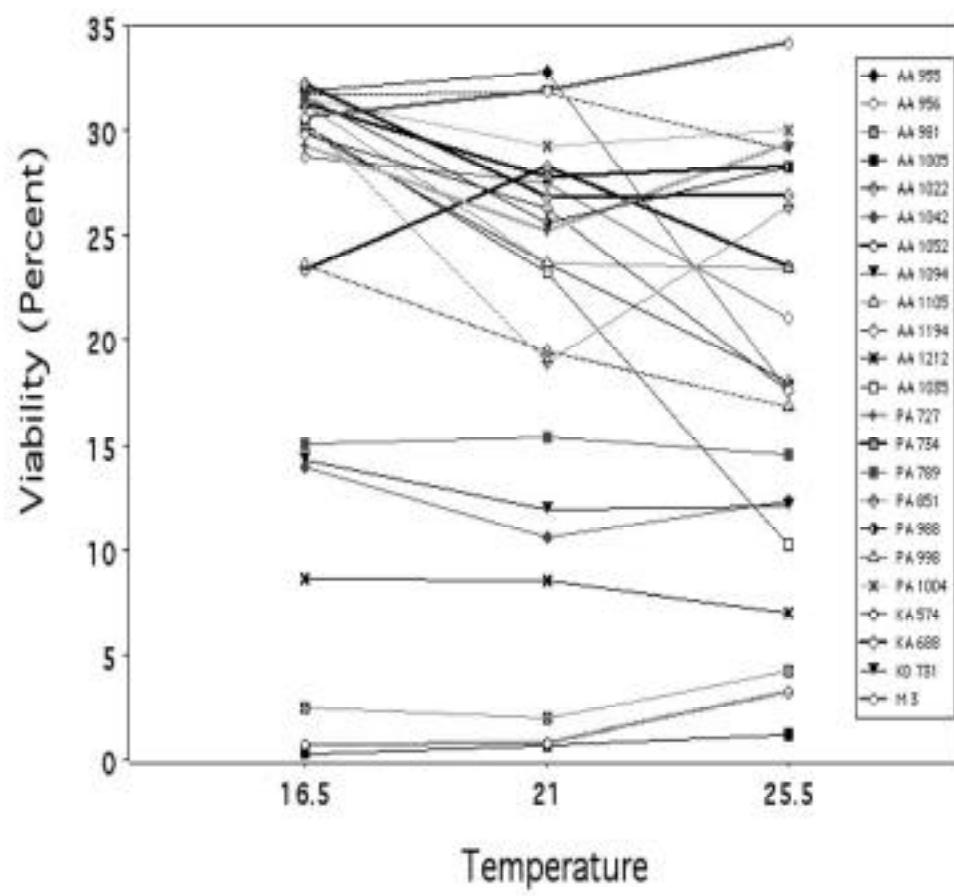 35
30
25
20
15
10
5
0
Viability (Percent)
16.5 21 25.5
Temperature
AA 955
AA 956
AA 981
AA 1005
AA 1022
AA 1042
AA 1052
AA 1094
AA 1105
AA 1194
AA 1212
AA 1085
PA 727
PA 734
PA 789
PA 851
PA 988
PA 998
PA 1004
KA 574
KA 688
KO 731
M 3